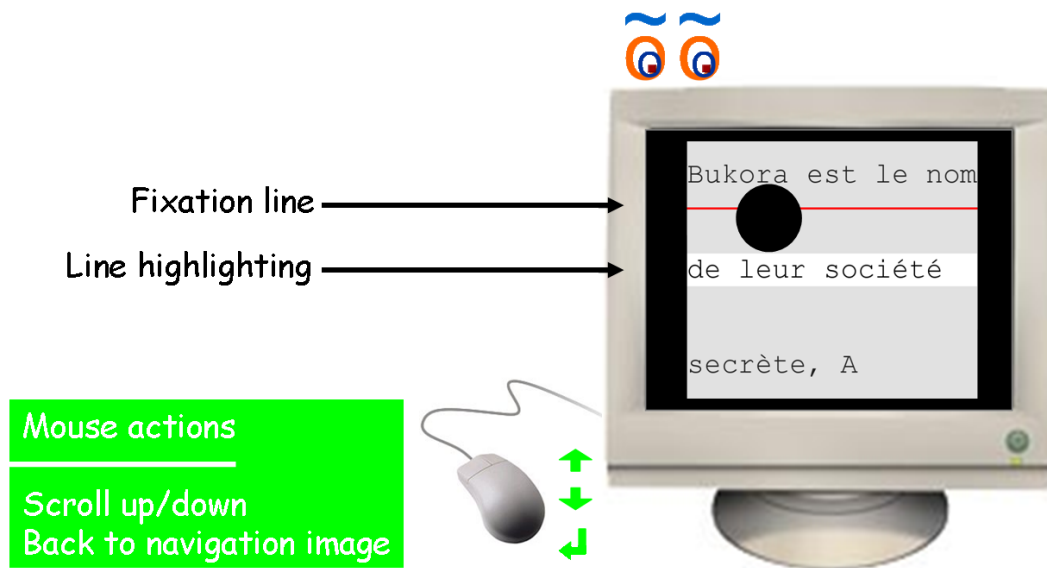 Bukora est le nom
Fixation line
Line highlighting
de leur société
secrète, A
Mouse actions
Scroll up/down
Back to navigation image